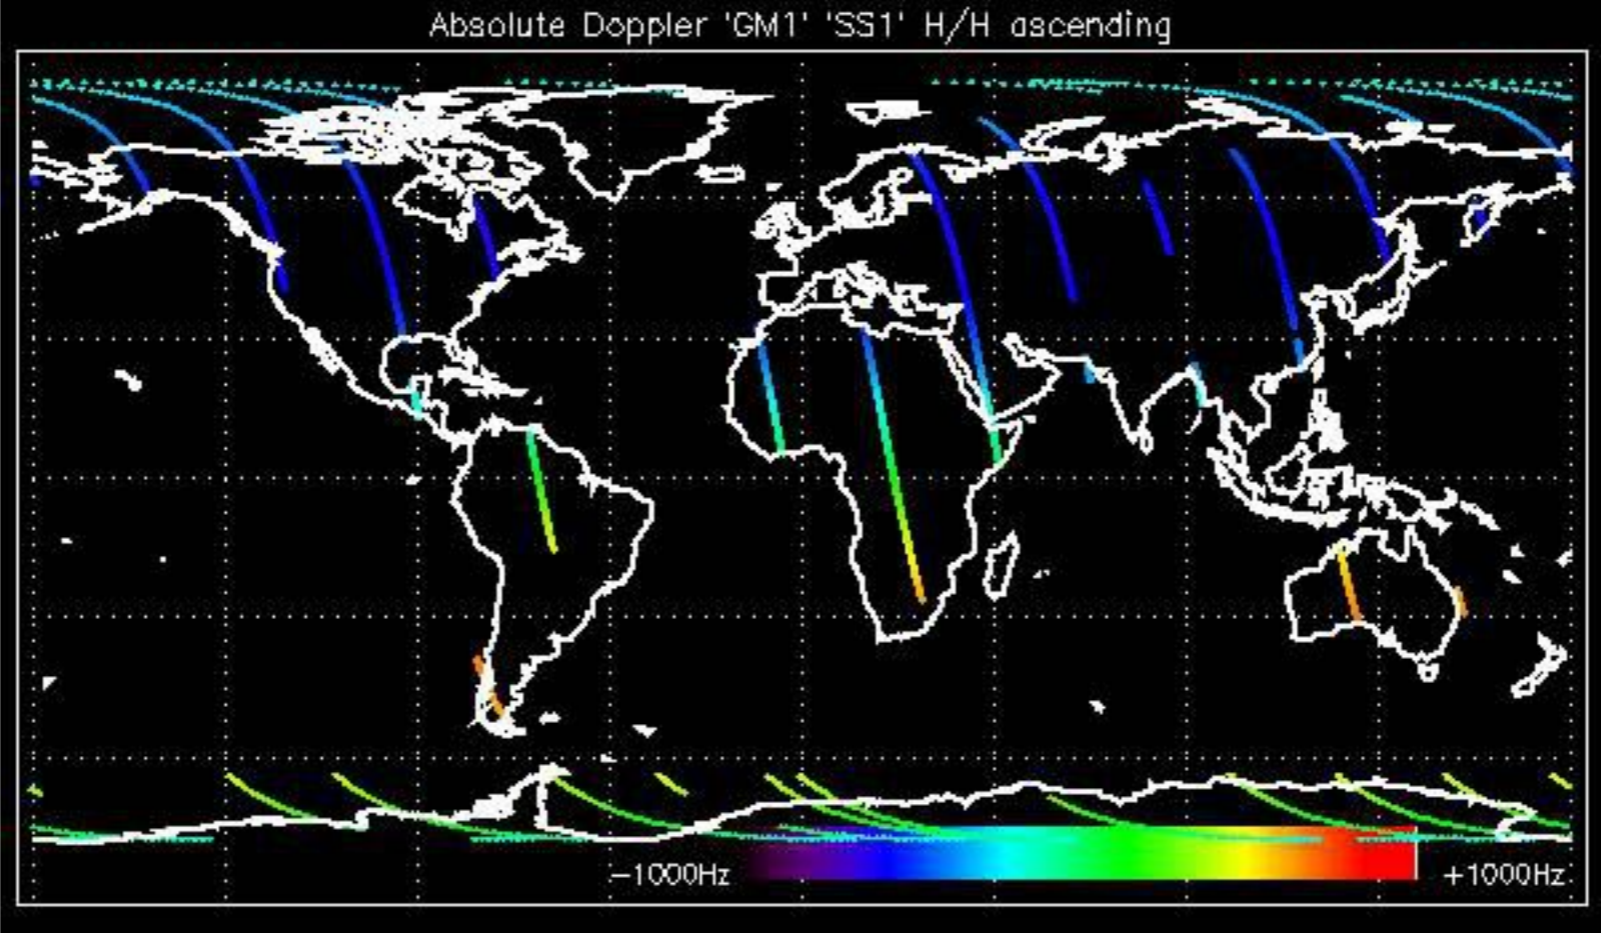 Absolute Doppler 'GM1' 'SS1' H/H ascending
−1000Hz +1000Hz